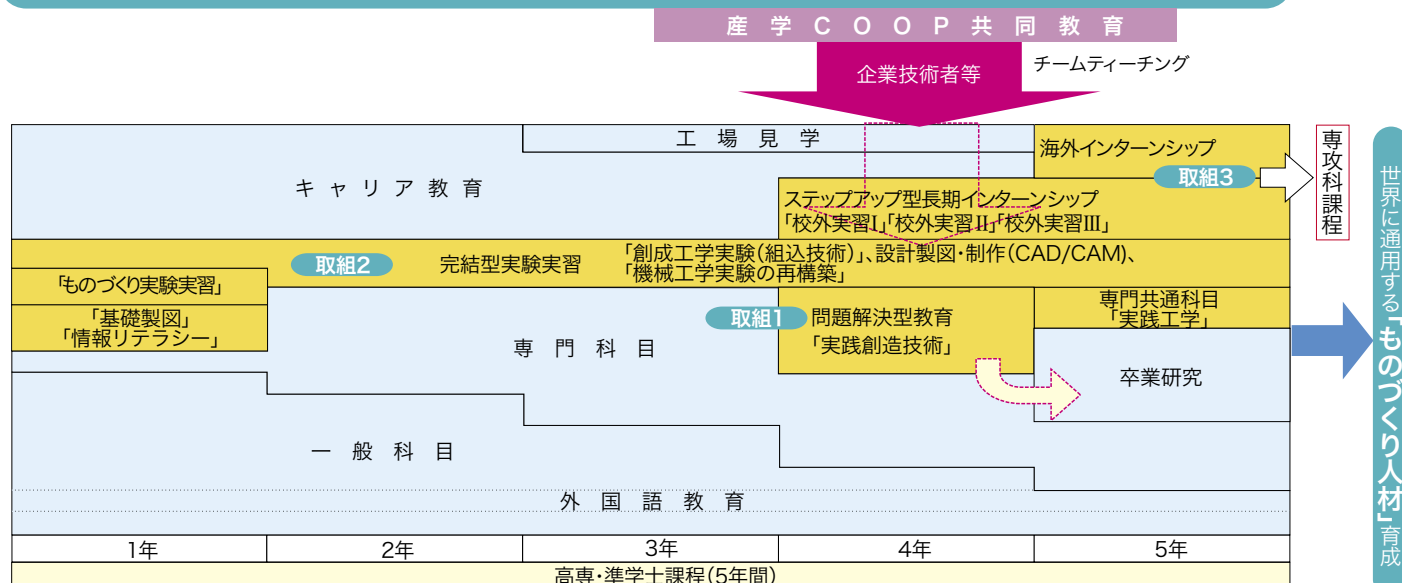 産学COOP共同教育
企業技術者等
チームティーチング
工場見学
海外インターンシップ
取組3
専攻科課程
キャリア教育
ステップアップ型長期インターンシップ
「校外実習Ⅰ」「校外実習Ⅱ」「校外実習Ⅲ」
取組2
完結型実験実習
「創成工学実験(組込技術)」、設計製図・制作(CAD/CAM)、
「機械工学実験の再構築」
「ものづくり実験実習」
「基礎製図」
「情報リテラシー」
専門科目
取組1
問題解決型教育
「実践創造技術」
専門共通科目
「実践工学」
卒業研究
一般科目
外国語教育
1年
2年
3年
4年
5年
高専・準学士課程(5年間)
世界に通用する「ものづくり人材」育成